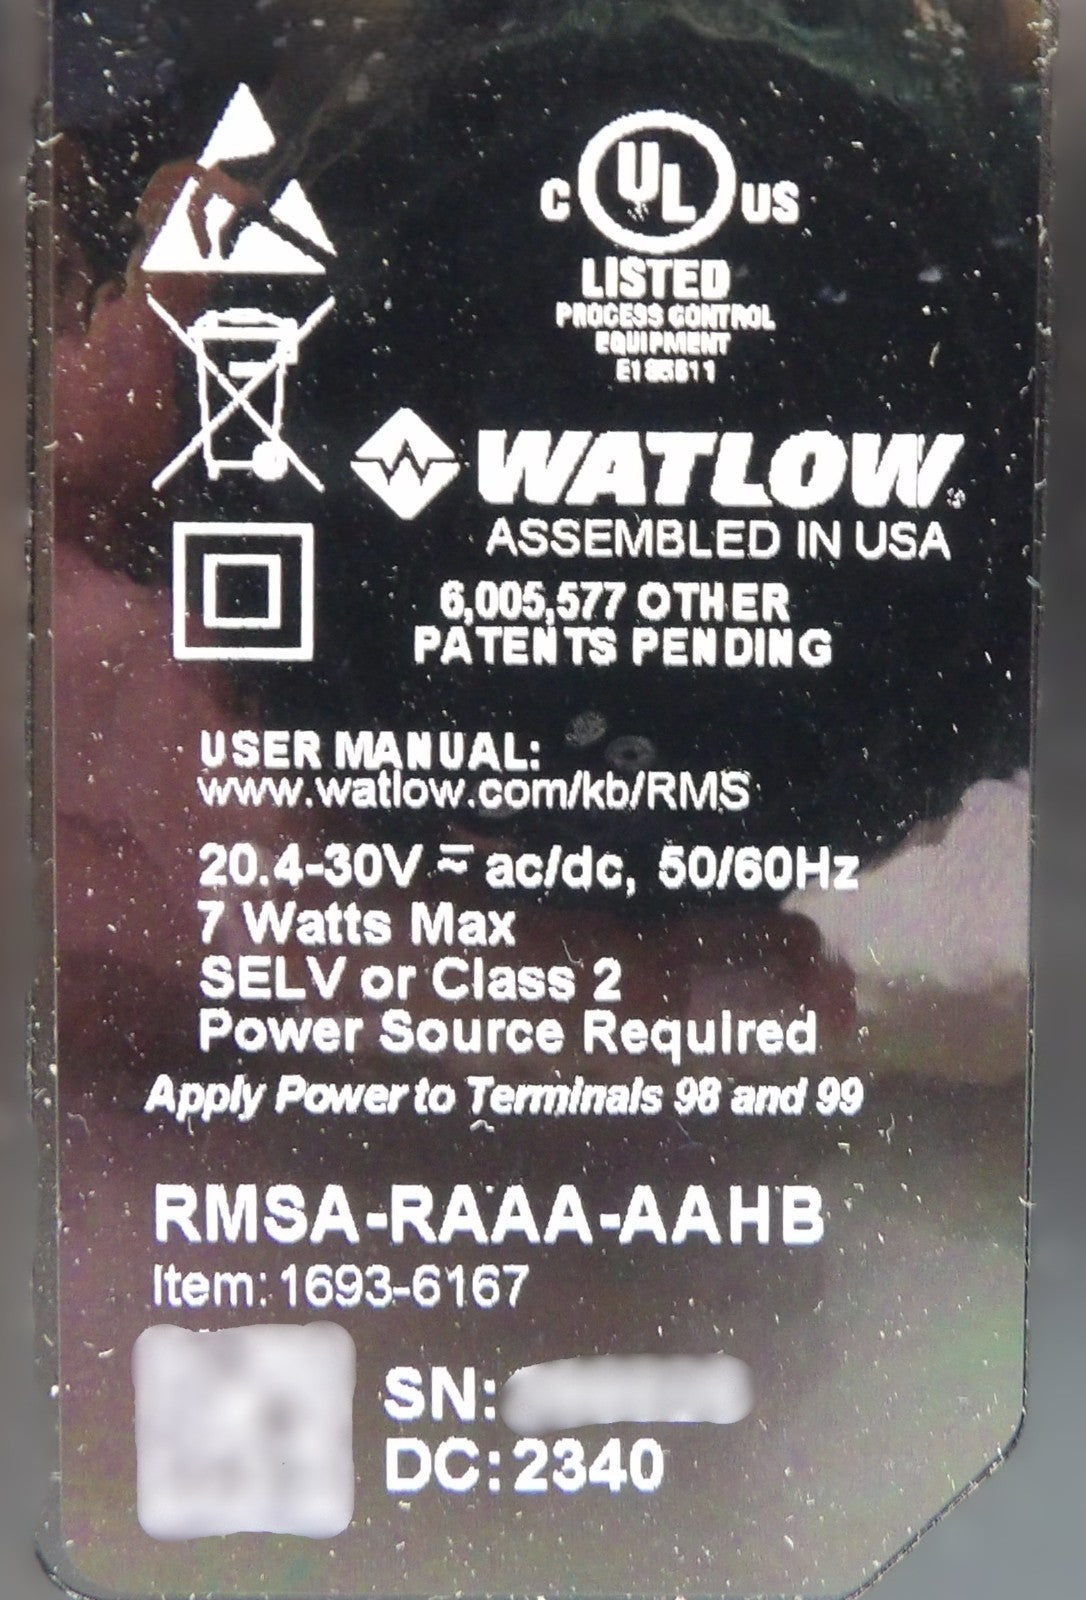 C UL US
LISTED
PROCESS CONTROL
EQUIPMENT
WATLOW
ASSEMBLED IN USA
6,005,577 OTHER
PATENTS PENDING
USER MANUAL:
www.watlow.com/kb/RMS
20.4-30V ⎓ ac/dc, 50/60Hz
7 Watts Max
SELV or Class 2
Power Source Required
Apply Power to Terminals 98 and 99
RMSA-RAAA-AAHB
Item: 1693-6167
SN:
DC: 2340